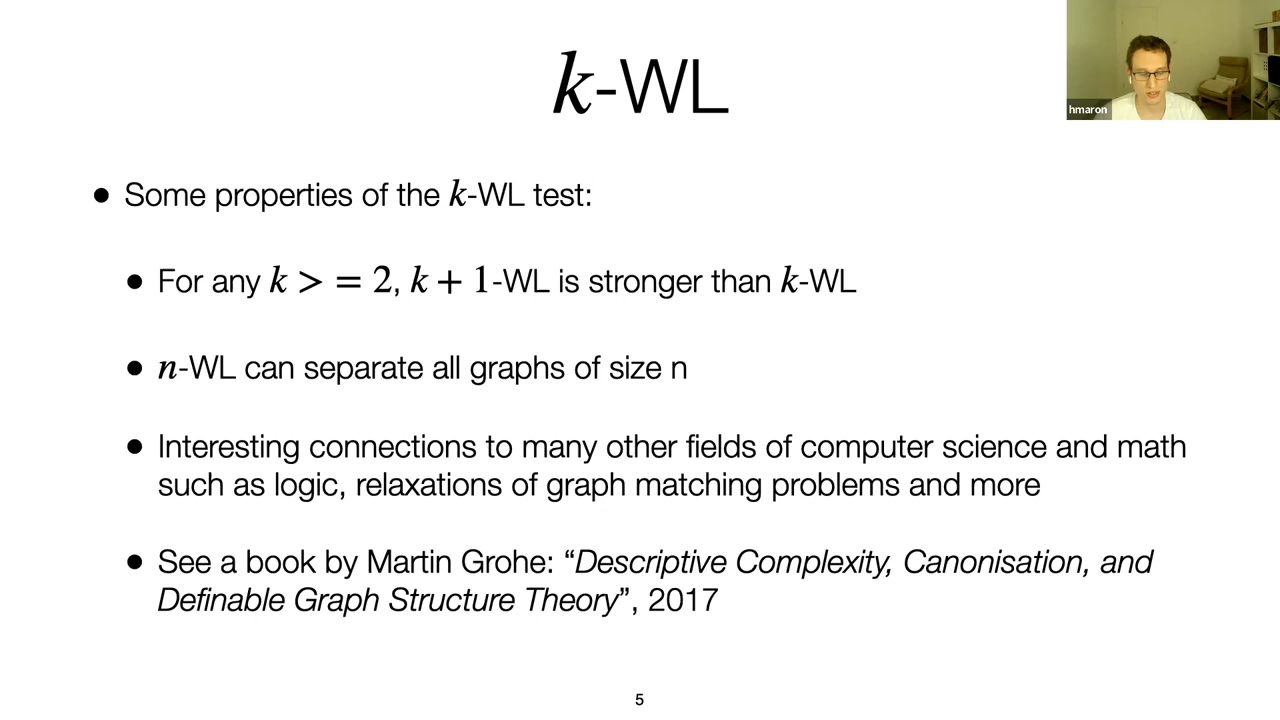 k-WL
hmaron
● Some properties of the k-WL test:
● For any k > = 2, k + 1-WL is stronger than k-WL
● n-WL can separate all graphs of size n
● Interesting connections to many other fields of computer science and math
such as logic, relaxations of graph matching problems and more
● See a book by Martin Grohe: “Descriptive Complexity, Canonisation, and
Definable Graph Structure Theory”, 2017
5